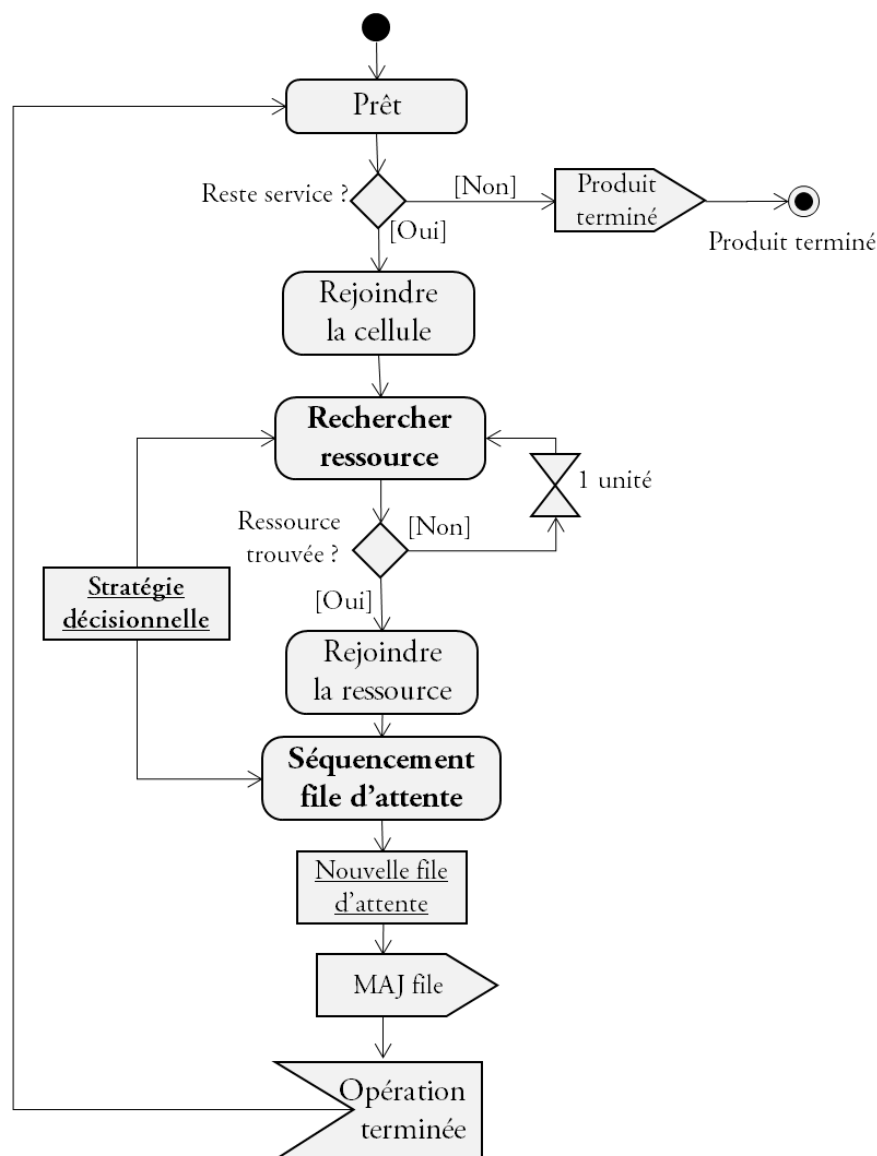 Prêt
Reste service ?
[Non]
Produit
terminé
Produit terminé
[Oui]
Rejoindre
la cellule
Rechercher
ressource
1 unité
Ressource
trouvée ?
[Non]
Stratégie
décisionnelle
[Oui]
Rejoindre
la ressource
Séquencement
file d’attente
Nouvelle file
d’attente
MAJ file
Opération
terminée